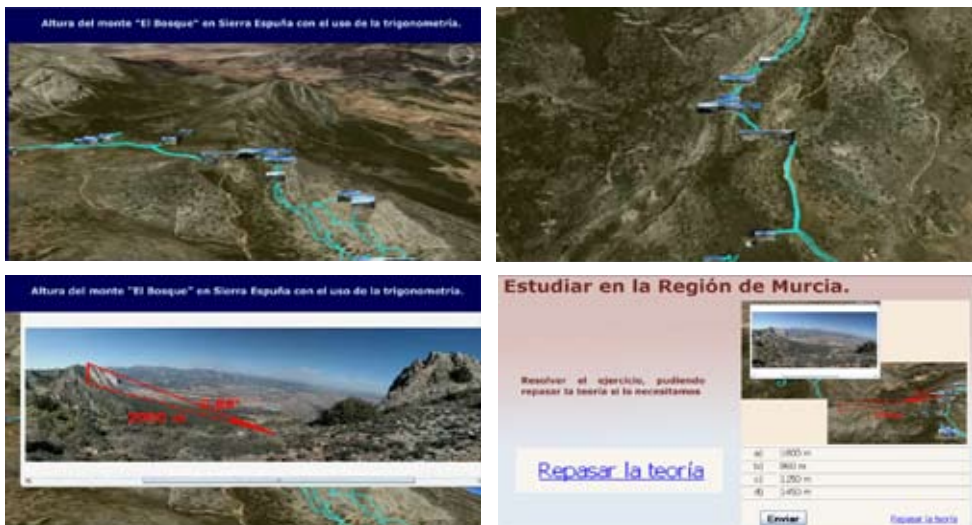 Altura del monte "El Bosque" en Sierra Espuña con el uso de la trigonometría.
Altura del monte "El Bosque" en Sierra Espuña con el uso de la trigonometría.
Estudiar en la Región de Murcia.
Resolver el ejercicio, pudiendo
repasar la teoría si lo necesitamos
Repasar la teoría
a)
b) 960 m
c) 1250 m
d) 1450 m
Enviar
Repasar la teoría